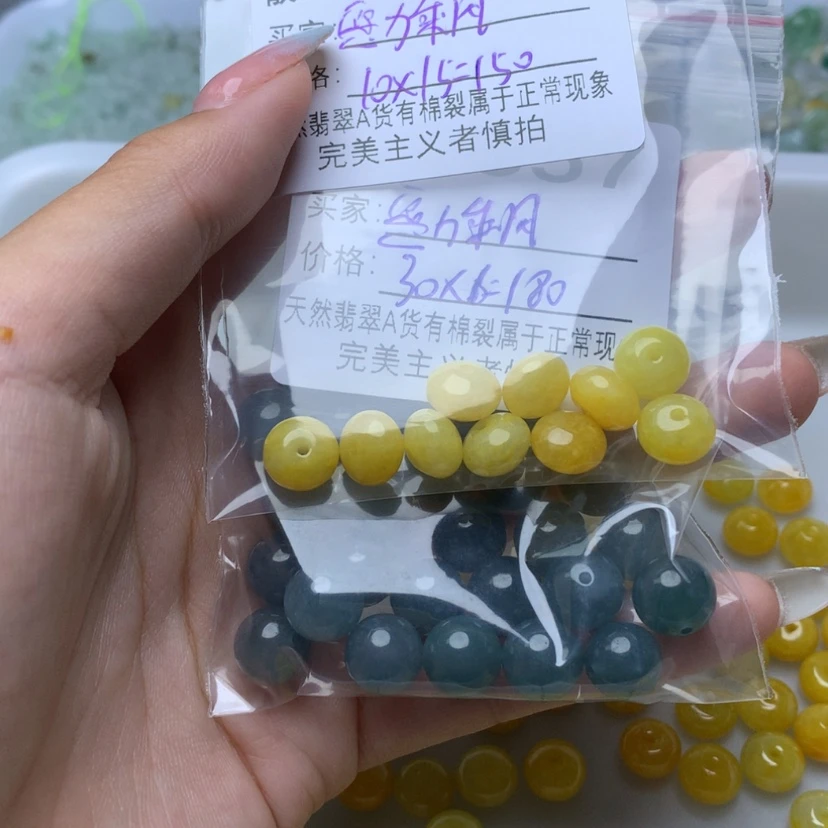 买家:
格: 10x15=150
然翡翠A货有棉裂属于正常现象
完美主义者慎拍
买家:
价格: 30x6=180
天然翡翠A货有棉裂属于正常现
完美主义者